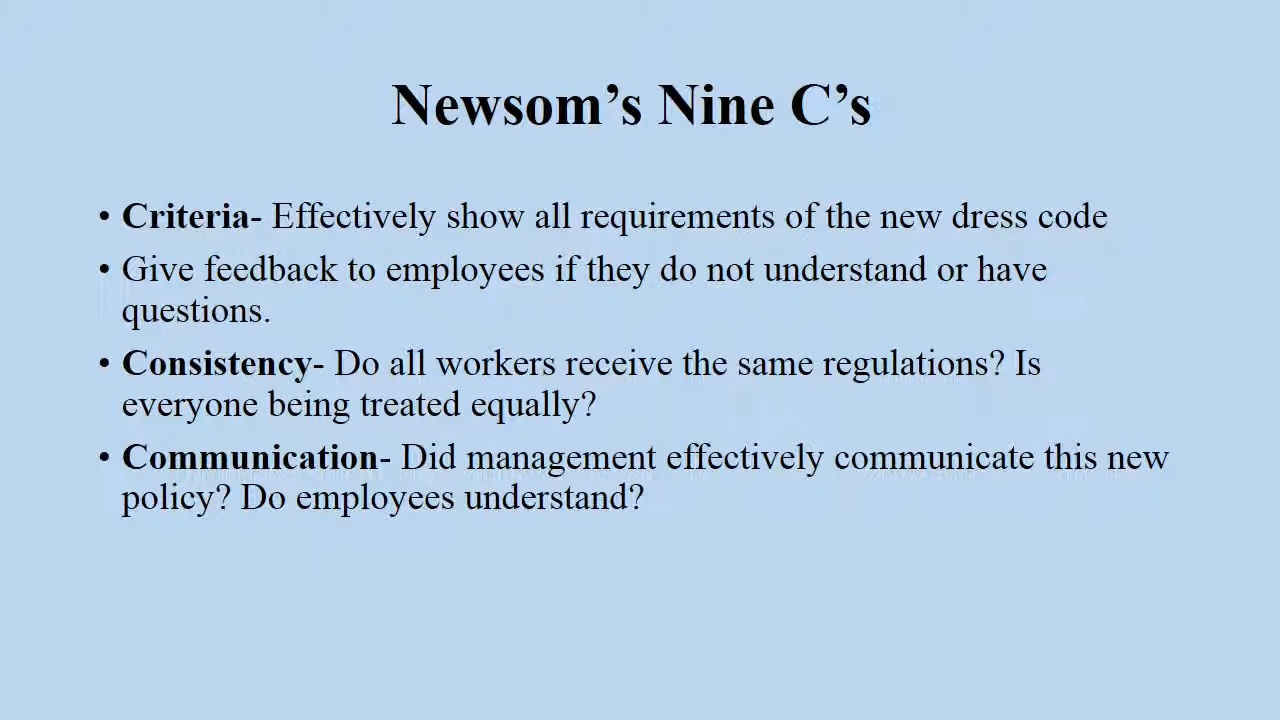 Newsom’s Nine C’s
• Criteria- Effectively show all requirements of the new dress code
• Give feedback to employees if they do not understand or have
questions.
• Consistency- Do all workers receive the same regulations? Is
everyone being treated equally?
• Communication- Did management effectively communicate this new
policy? Do employees understand?